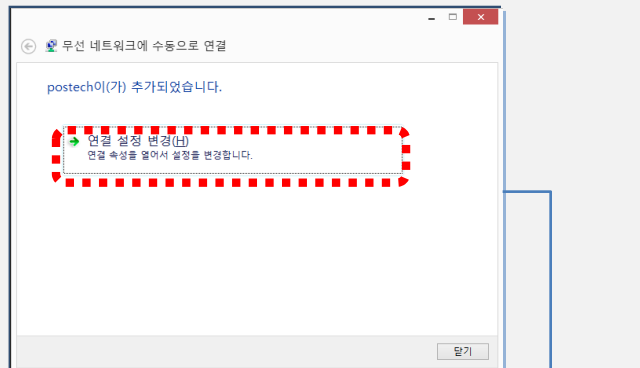 무선 네트워크에 수동으로 연결
postech이(가) 추가되었습니다.
연결 설정 변경(H)
연결 속성을 열어서 설정을 변경합니다.
닫기